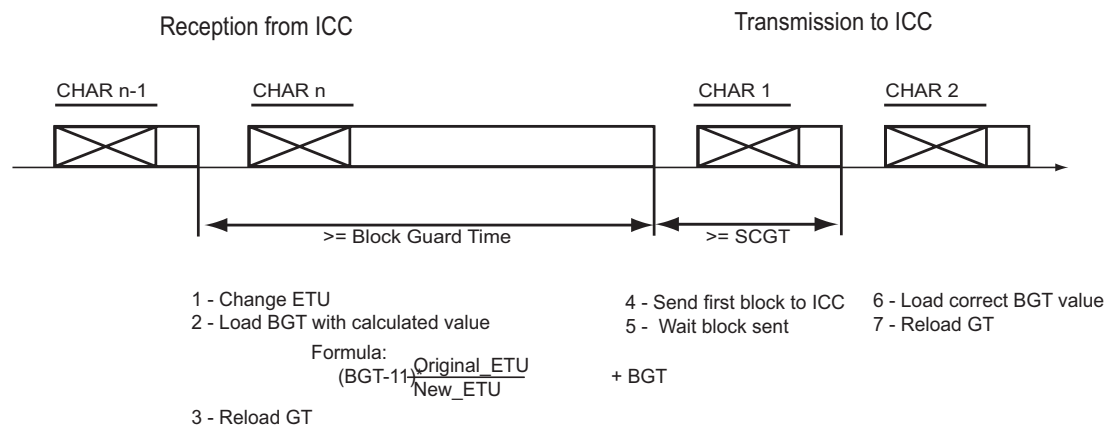 Reception from ICC
Transmission to ICC
CHAR n-1
CHAR n
CHAR 1
CHAR 2
>= Block Guard Time
>= SCGT
1 - Change ETU
2 - Load BGT with calculated value
Formula:
(BGT-11)* Original_ETU
New_ETU
+ BGT
3 - Reload GT
4 - Send first block to ICC
5 - Wait block sent
6 - Load correct BGT value
7 - Reload GT